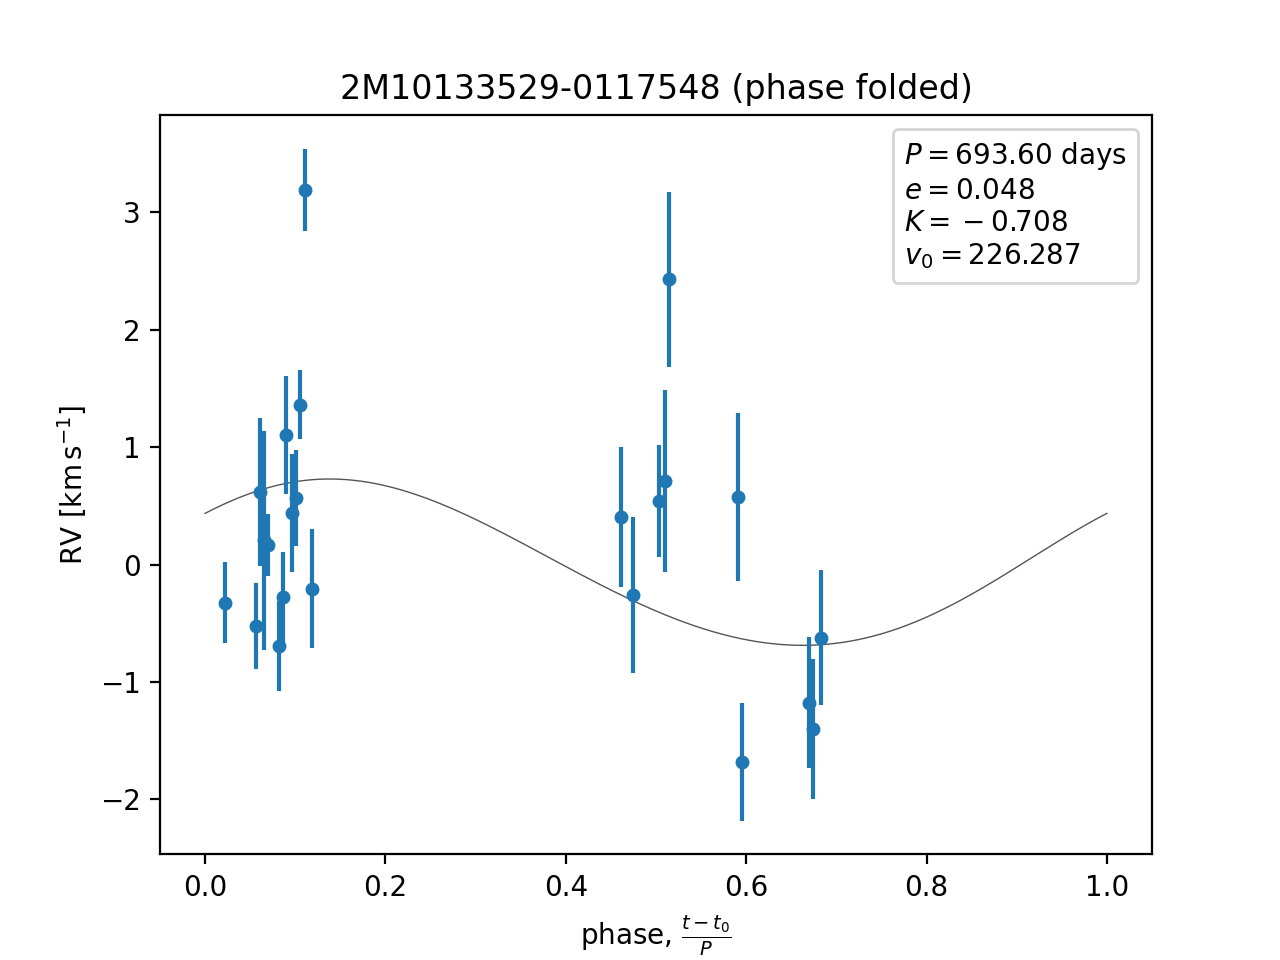 2M10133529-0117548 (phase folded)
P = 693.60 days
e = 0.048
K = −0.708
v₀ = 226.287
3
2
1
0
−1
−2
RV [km s⁻¹]
0.0 0.2 0.4 0.6 0.8 1.0
phase, (t − t₀)/P